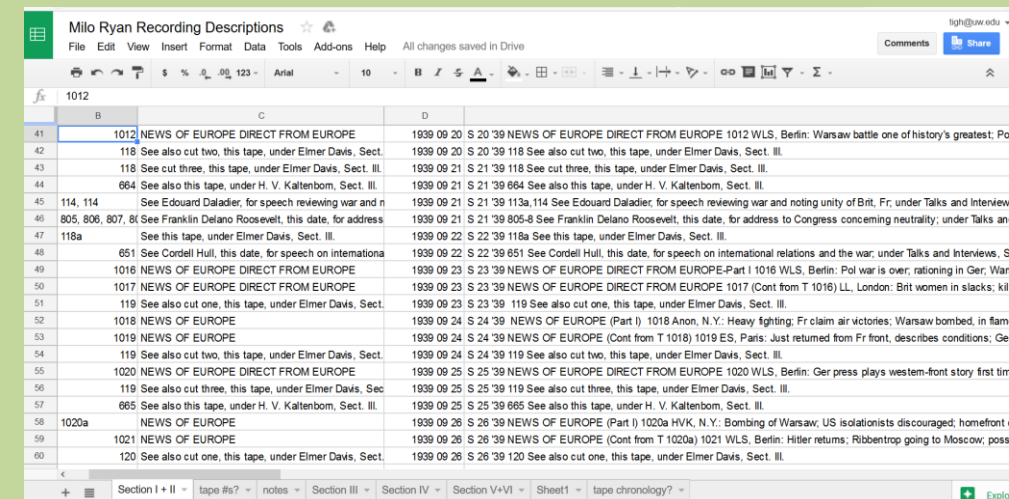 Milo Ryan Recording Descriptions
tigh@uw.edu
File Edit View Insert Format Data Tools Add-ons Help All changes saved in Drive
Comments Share
$ % .0 .00 123 Arial 10 B I S A
fx 1012
B C D
41 1012 NEWS OF EUROPE DIRECT FROM EUROPE 1939 09 20 S 20 '39 NEWS OF EUROPE DIRECT FROM EUROPE 1012 WLS, Berlin: Warsaw battle one of history's greatest; Po
42 118 See also cut two, this tape, under Elmer Davis, Sect. 1939 09 20 S 20 '39 118 See also cut two, this tape, under Elmer Davis, Sect. III.
43 118 See cut three, this tape, under Elmer Davis, Sect. III. 1939 09 21 S 21 '39 118 See cut three, this tape, under Elmer Davis, Sect. III.
44 664 See also this tape, under H. V. Kaltenborn, Sect. III. 1939 09 21 S 21 '39 664 See also this tape, under H. V. Kaltenborn, Sect. III.
45 114, 114 See Edouard Daladier, for speech reviewing war and n 1939 09 21 S 21 '39 113a,114 See Edouard Daladier, for speech reviewing war and noting unity of Brit, Fr; under Talks and Interview
46 805, 806, 807, 80 See Franklin Delano Roosevelt, this date, for address 1939 09 21 S 21 '39 805-8 See Franklin Delano Roosevelt, this date, for address to Congress concerning neutrality; under Talks an
47 118a See this tape, under Elmer Davis, Sect. III. 1939 09 22 S 22 '39 118a See this tape, under Elmer Davis, Sect. III.
48 651 See Cordell Hull, this date, for speech on internationa 1939 09 22 S 22 '39 651 See Cordell Hull, this date, for speech on international relations and the war; under Talks and Interviews, S
49 1016 NEWS OF EUROPE DIRECT FROM EUROPE 1939 09 23 S 23 '39 NEWS OF EUROPE DIRECT FROM EUROPE-Part I 1016 WLS, Berlin: Pol war is over; rationing in Ger; War
50 1017 NEWS OF EUROPE DIRECT FROM EUROPE 1939 09 23 S 23 '39 NEWS OF EUROPE DIRECT FROM EUROPE 1017 (Cont from T 1016) LL, London: Brit women in slacks; kil
51 119 See also cut one, this tape, under Elmer Davis, Sect. 1939 09 23 S 23 '39 119 See also cut one, this tape, under Elmer Davis, Sect. III.
52 1018 NEWS OF EUROPE 1939 09 24 S 24 '39 NEWS OF EUROPE (Part I) 1018 Anon, N.Y.: Heavy fighting; Fr claim air victories; Warsaw bombed, in flam
53 1019 NEWS OF EUROPE 1939 09 24 S 24 '39 NEWS OF EUROPE (Cont from T 1018) 1019 ES, Paris: Just returned from Fr front, describes conditions; Ge
54 119 See also cut two, this tape, under Elmer Davis, Sect. 1939 09 24 S 24 '39 119 See also cut two, this tape, under Elmer Davis, Sect. III.
55 1020 NEWS OF EUROPE DIRECT FROM EUROPE 1939 09 25 S 25 '39 NEWS OF EUROPE DIRECT FROM EUROPE 1020 WLS, Berlin: Ger press plays western-front story first tim
56 119 See also cut three, this tape, under Elmer Davis, Sec 1939 09 25 S 25 '39 119 See also cut three, this tape, under Elmer Davis, Sect. III.
57 665 See also this tape, under H. V. Kaltenborn, Sect. III. 1939 09 25 S 25 '39 665 See also this tape, under H. V. Kaltenborn, Sect. III.
58 1020a NEWS OF EUROPE 1939 09 26 S 26 '39 NEWS OF EUROPE (Part I) 1020a HVK, N.Y.: Bombing of Warsaw; US isolationists discouraged; homefront
59 1021 NEWS OF EUROPE 1939 09 26 S 26 '39 NEWS OF EUROPE (Cont from T 1020a) 1021 WLS, Berlin: Hitler returns; Ribbentrop going to Moscow; poss
60 120 See also cut one, this tape, under Elmer Davis, Sect. 1939 09 26 S 26 '39 120 See also cut one, this tape, under Elmer Davis, Sect. III.
Section I + II tape #s? notes Section III Section IV Section V+VI Sheet1 tape chronology? Explo